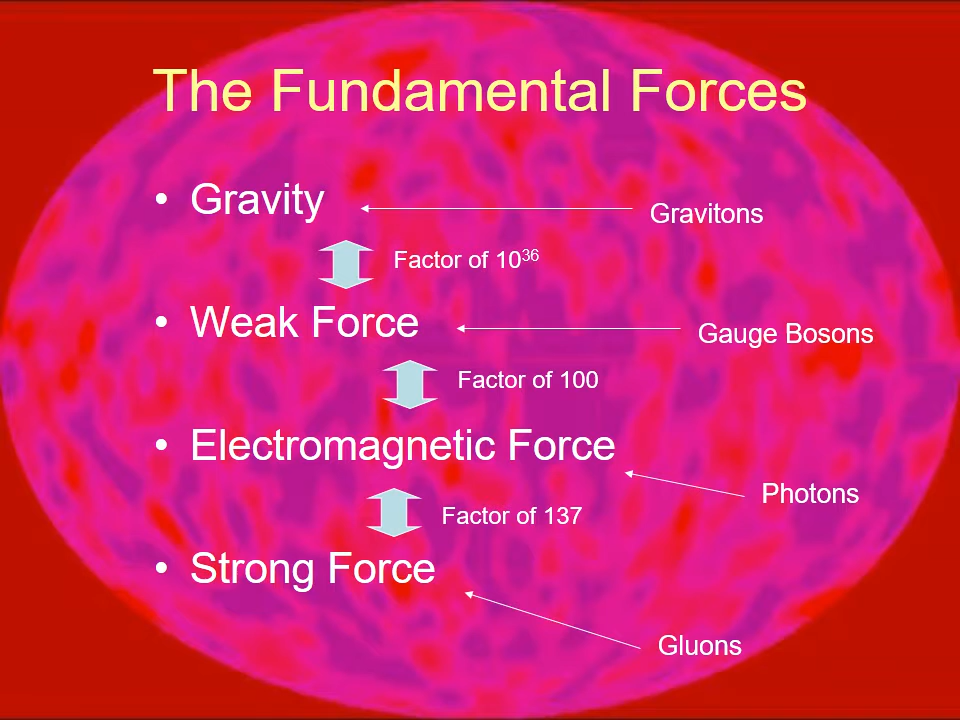 The Fundamental Forces
• Gravity
Gravitons
Factor of 10³⁶
• Weak Force
Gauge Bosons
Factor of 100
• Electromagnetic Force
Photons
Factor of 137
• Strong Force
Gluons